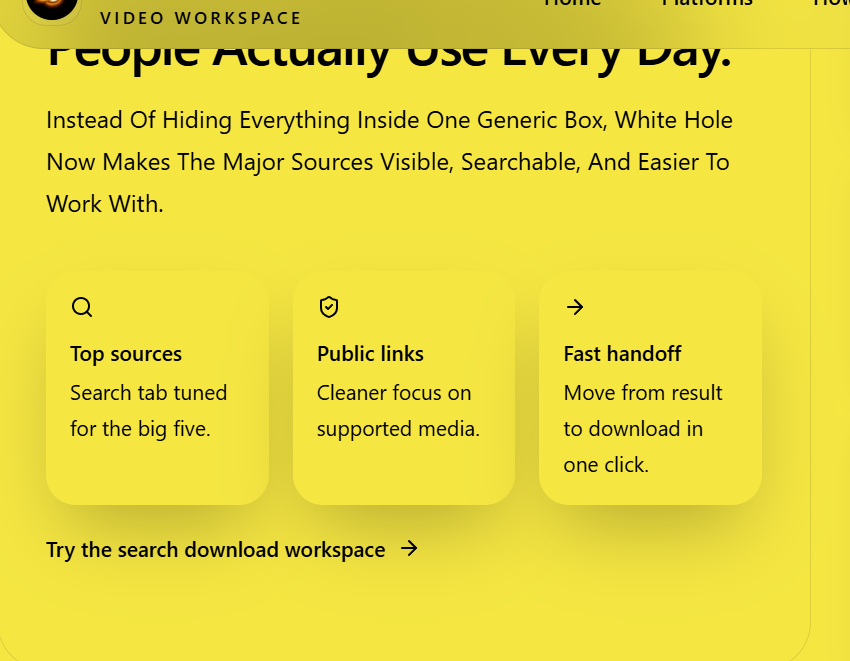 VIDEO WORKSPACE
Home Platforms How
People Actually Use Every Day.
Instead Of Hiding Everything Inside One Generic Box, White Hole
Now Makes The Major Sources Visible, Searchable, And Easier To
Work With.
Top sources
Search tab tuned
for the big five.
Public links
Cleaner focus on
supported media.
Fast handoff
Move from result
to download in
one click.
Try the search download workspace